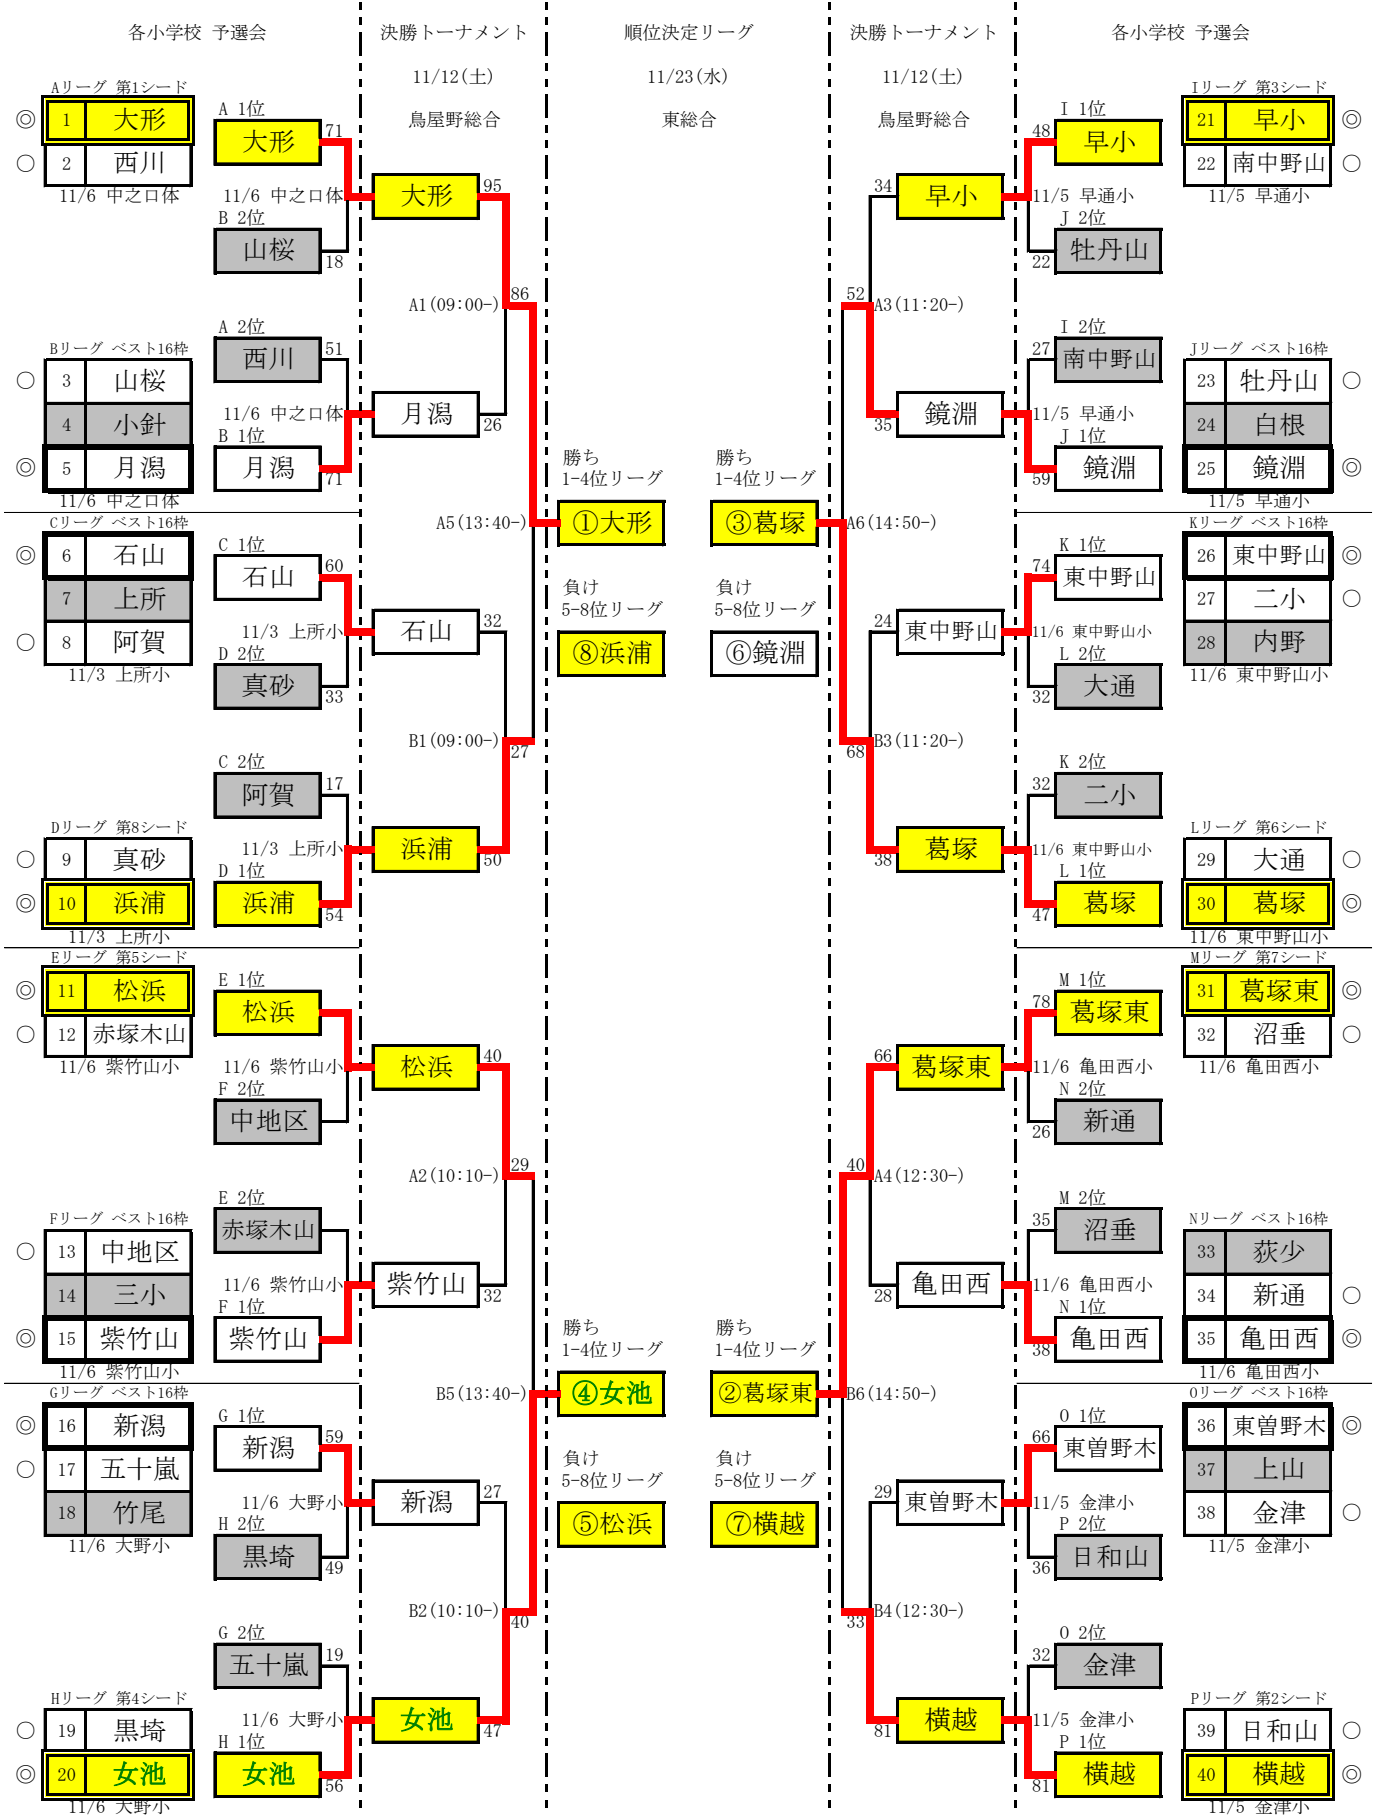 各小学校 予選会
決勝トーナメント
順位決定リーグ
決勝トーナメント
各小学校 予選会
11/12(土)
11/23(水)
11/12(土)
鳥屋野総合
東総合
鳥屋野総合
Aリーグ 第1シード
◎ 1 大形
○ 2 西川
11/6 中之口体
A 1位
大形 71
11/6 中之口体
B 2位
山桜 18
A 2位
西川 51
11/6 中之口体
B 1位
月潟 71
Bリーグ ベスト16枠
○ 3 山桜
4 小針
◎ 5 月潟
11/6 中之口体
大形 95
A1(09:00-) 86
月潟 26
A5(13:40-)
Cリーグ ベスト16枠
◎ 6 石山
7 上所
○ 8 阿賀
11/3 上所小
C 1位
石山 60
11/3 上所小
D 2位
真砂 33
C 2位
阿賀 17
11/3 上所小
D 1位
浜浦 54
Dリーグ 第8シード
○ 9 真砂
◎ 10 浜浦
11/3 上所小
石山 32
B1(09:00-) 27
浜浦 50
Eリーグ 第5シード
◎ 11 松浜
○ 12 赤塚木山
11/6 紫竹山小
E 1位
松浜
11/6 紫竹山小
F 2位
中地区
E 2位
赤塚木山
11/6 紫竹山小
F 1位
紫竹山
Fリーグ ベスト16枠
○ 13 中地区
14 三小
◎ 15 紫竹山
11/6 紫竹山小
松浜 40
A2(10:10-) 29
紫竹山 32
B5(13:40-)
Gリーグ ベスト16枠
◎ 16 新潟
○ 17 五十嵐
18 竹尾
11/6 大野小
G 1位
新潟 59
11/6 大野小
H 2位
黒埼 49
G 2位
五十嵐 19
11/6 大野小
H 1位
女池 56
Hリーグ 第4シード
○ 19 黒埼
◎ 20 女池
11/6 大野小
新潟 27
B2(10:10-) 40
女池 47
勝ち
1-4位リーグ
①大形
負け
5-8位リーグ
⑧浜浦
勝ち
1-4位リーグ
③葛塚
負け
5-8位リーグ
⑥鏡淵
勝ち
1-4位リーグ
④女池
負け
5-8位リーグ
⑤松浜
勝ち
1-4位リーグ
②葛塚東
負け
5-8位リーグ
⑦横越
34 早小
52 A3(11:20-)
35 鏡淵
A6(14:50-)
24 東中野山
68 B3(11:20-)
38 葛塚
66 葛塚東
40 A4(12:30-)
28 亀田西
B6(14:50-)
29 東曽野木
33 B4(12:30-)
81 横越
I 1位
48 早小
11/5 早通小
J 2位
22 牡丹山
I 2位
27 南中野山
11/5 早通小
J 1位
59 鏡淵
Iリーグ 第3シード
21 早小 ◎
22 南中野山 ○
11/5 早通小
Jリーグ ベスト16枠
23 牡丹山 ○
24 白根
25 鏡淵 ◎
11/5 早通小
K 1位
74 東中野山
11/6 東中野山小
L 2位
32 大通
K 2位
32 二小
11/6 東中野山小
L 1位
47 葛塚
Kリーグ ベスト16枠
26 東中野山 ◎
27 二小 ○
28 内野
11/6 東中野山小
Lリーグ 第6シード
29 大通 ○
30 葛塚 ◎
11/6 東中野山小
M 1位
78 葛塚東
11/6 亀田西小
N 2位
26 新通
M 2位
35 沼垂
11/6 亀田西小
N 1位
38 亀田西
Mリーグ 第7シード
31 葛塚東 ◎
32 沼垂 ○
11/6 亀田西小
Nリーグ ベスト16枠
33 荻少
34 新通 ○
35 亀田西 ◎
11/6 亀田西小
O 1位
66 東曽野木
11/5 金津小
P 2位
36 日和山
O 2位
32 金津
11/5 金津小
P 1位
81 横越
Oリーグ ベスト16枠
36 東曽野木 ◎
37 上山
38 金津 ○
11/5 金津小
Pリーグ 第2シード
39 日和山 ○
40 横越 ◎
11/5 金津小